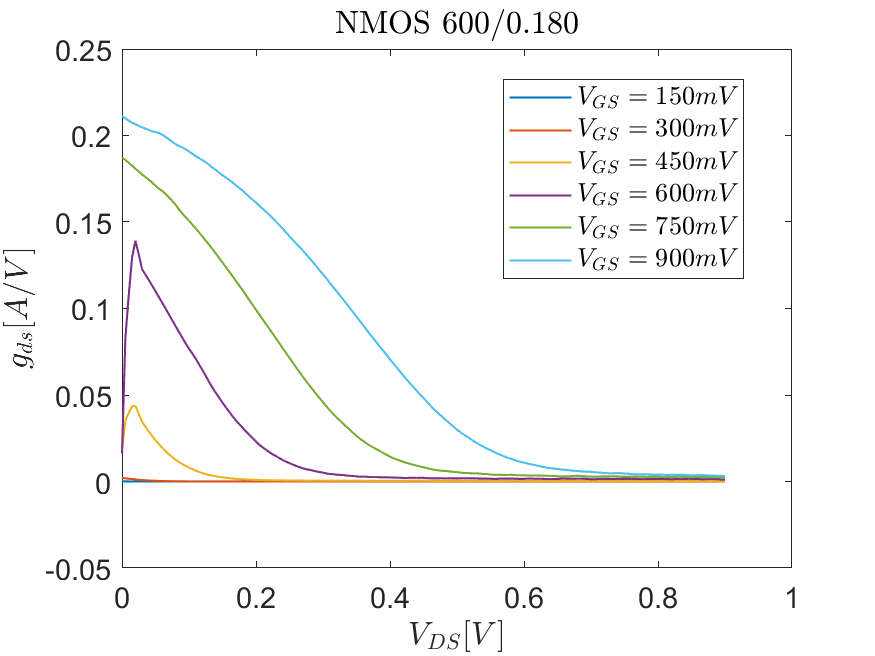 NMOS 600/0.180
0.25
0.2
0.15
0.1
0.05
0
-0.05
g_{ds}[A/V]
V_{GS} = 150mV
V_{GS} = 300mV
V_{GS} = 450mV
V_{GS} = 600mV
V_{GS} = 750mV
V_{GS} = 900mV
0 0.2 0.4 0.6 0.8 1
V_{DS}[V]